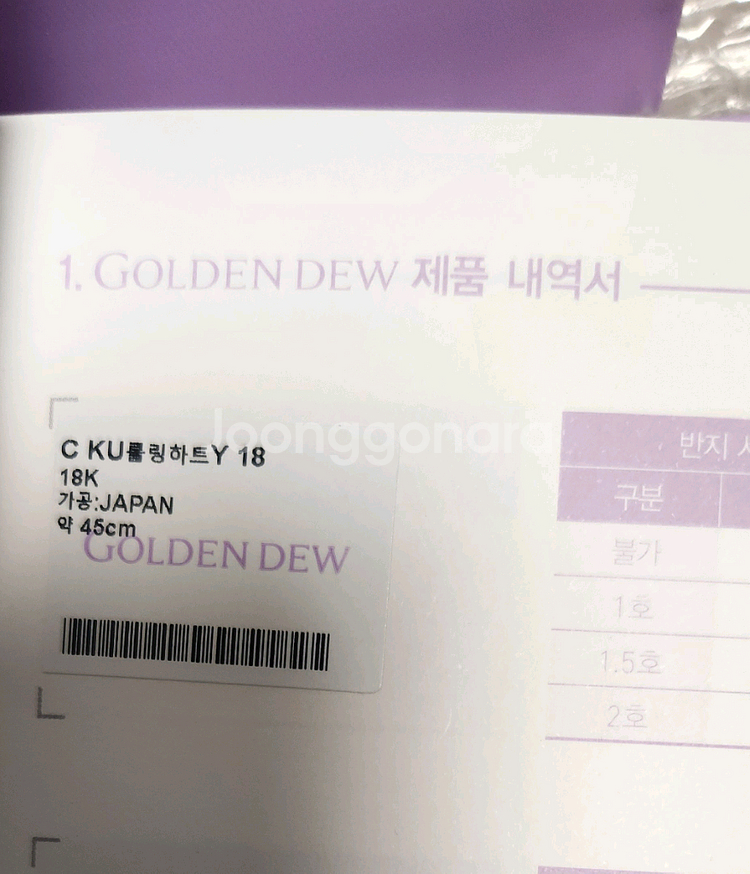 1. GOLDEN DEW 제품 내역서
loonggonara
C KU롤링하트Y 18
18K
가공:JAPAN
약 45cm
GOLDEN DEW
반지
구분
불가
1호
1.5호
2호